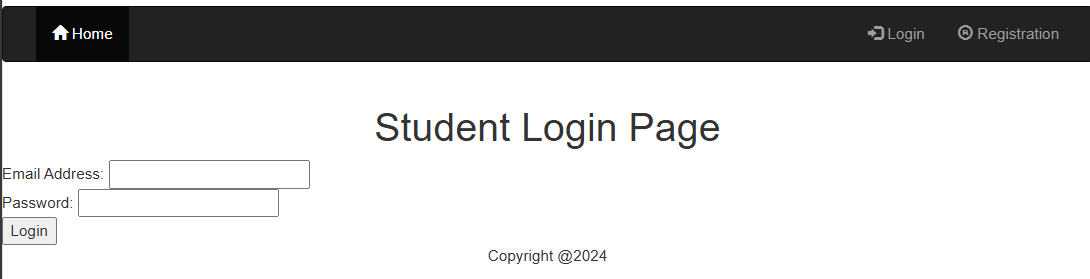 Home Login Registration
Student Login Page
Email Address:
Password:
Login
Copyright @2024